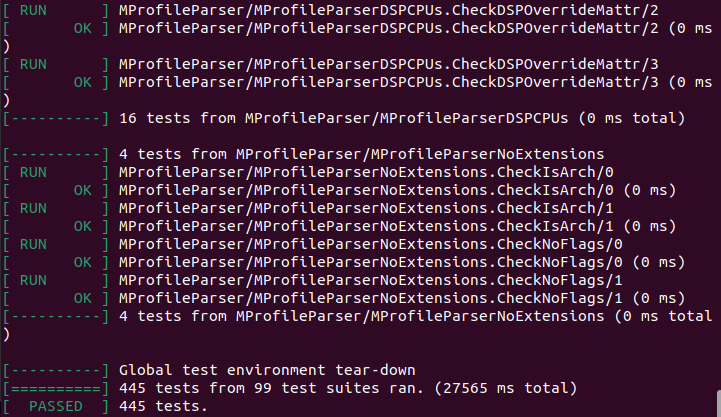 [ RUN      ] MProfileParser/MProfileParserDSPCPUs.CheckDSPOverrideMattr/2
[       OK ] MProfileParser/MProfileParserDSPCPUs.CheckDSPOverrideMattr/2 (0 ms
)
[ RUN      ] MProfileParser/MProfileParserDSPCPUs.CheckDSPOverrideMattr/3
[       OK ] MProfileParser/MProfileParserDSPCPUs.CheckDSPOverrideMattr/3 (0 ms
)
[----------] 16 tests from MProfileParser/MProfileParserDSPCPUs (0 ms total)
[----------] 4 tests from MProfileParser/MProfileParserNoExtensions
[ RUN      ] MProfileParser/MProfileParserNoExtensions.CheckIsArch/0
[       OK ] MProfileParser/MProfileParserNoExtensions.CheckIsArch/0 (0 ms)
[ RUN      ] MProfileParser/MProfileParserNoExtensions.CheckIsArch/1
[       OK ] MProfileParser/MProfileParserNoExtensions.CheckIsArch/1 (0 ms)
[ RUN      ] MProfileParser/MProfileParserNoExtensions.CheckNoFlags/0
[       OK ] MProfileParser/MProfileParserNoExtensions.CheckNoFlags/0 (0 ms)
[ RUN      ] MProfileParser/MProfileParserNoExtensions.CheckNoFlags/1
[       OK ] MProfileParser/MProfileParserNoExtensions.CheckNoFlags/1 (0 ms)
[----------] 4 tests from MProfileParser/MProfileParserNoExtensions (0 ms total
)
[----------] Global test environment tear-down
[==========] 445 tests from 99 test suites ran. (27565 ms total)
[  PASSED  ] 445 tests.